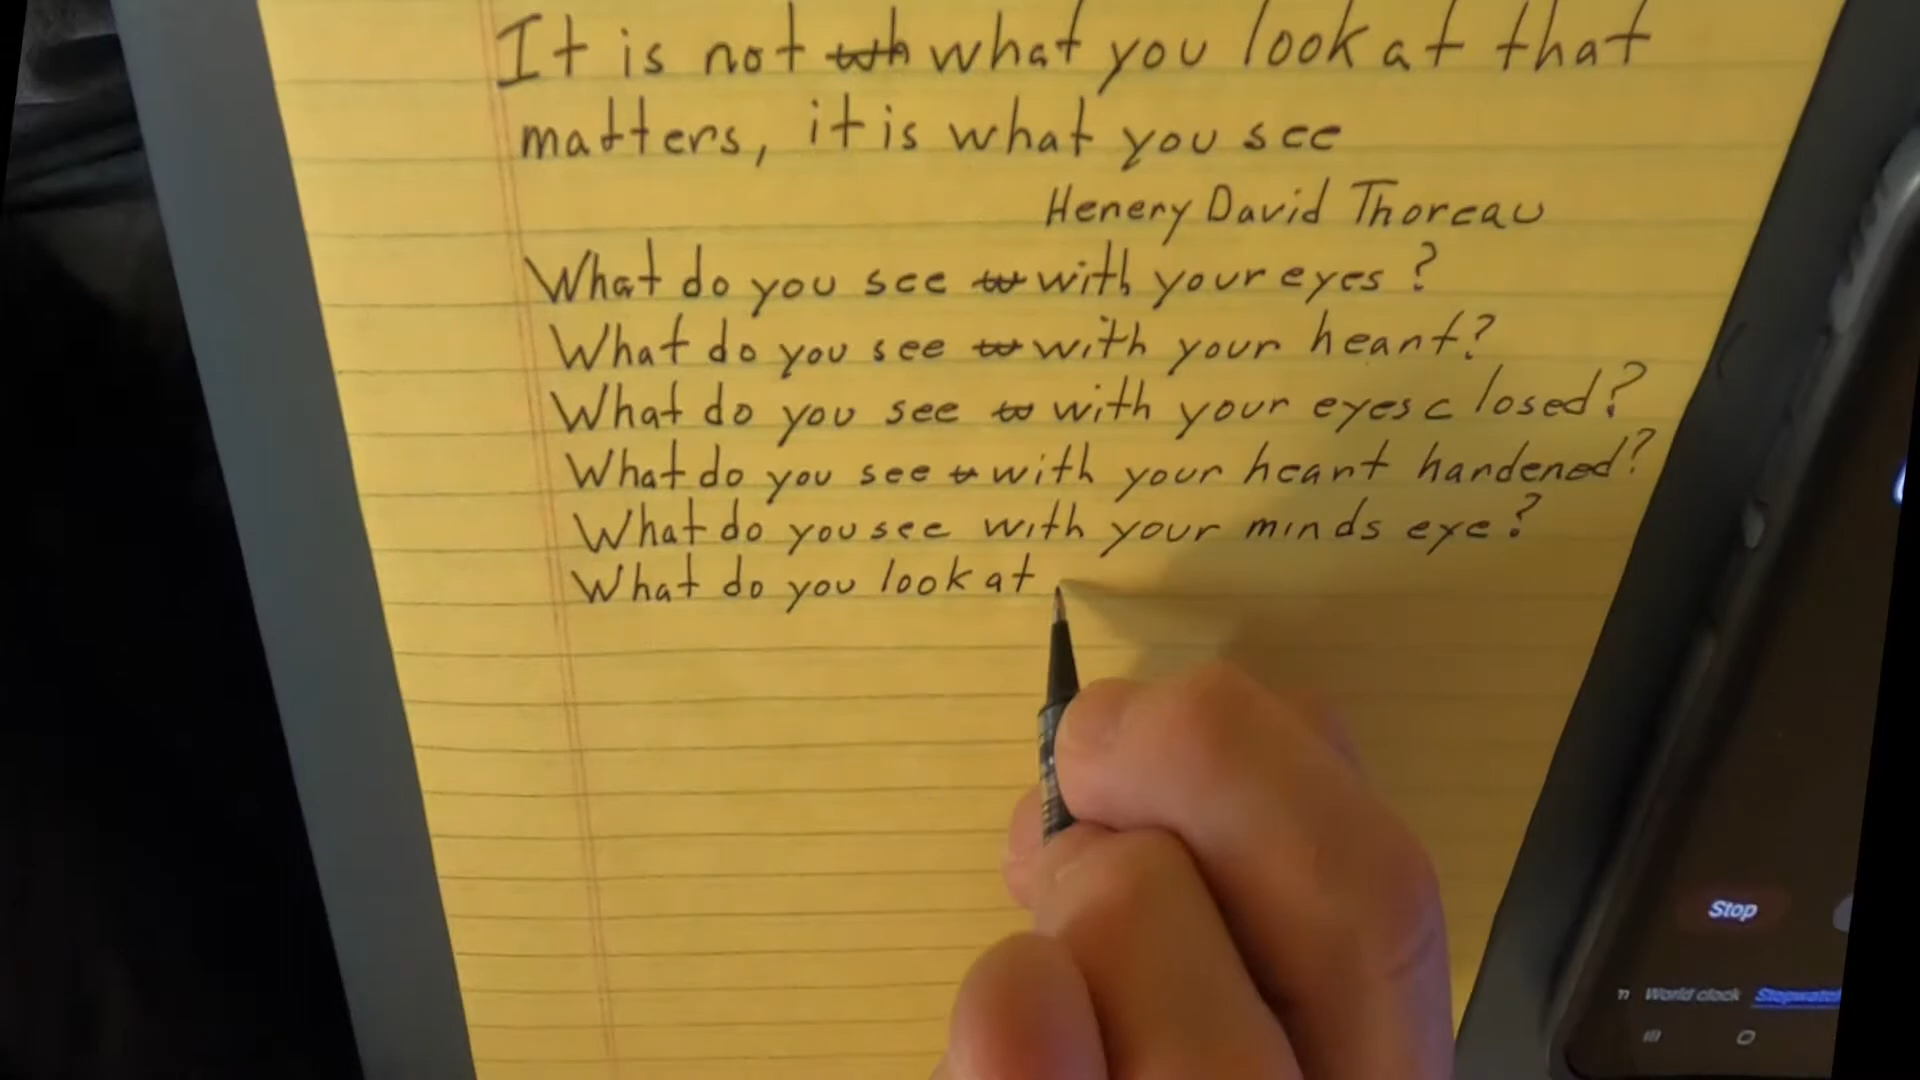 It is not wh what you look at that
matters, it is what you see
Henery David Thoreau
What do you see w with your eyes?
What do you see w with your heart?
What do you see w with your eyes closed?
What do you see w with your heart hardened?
What do you see with your minds eye?
What do you look at
Stop
World clock Stopwatch